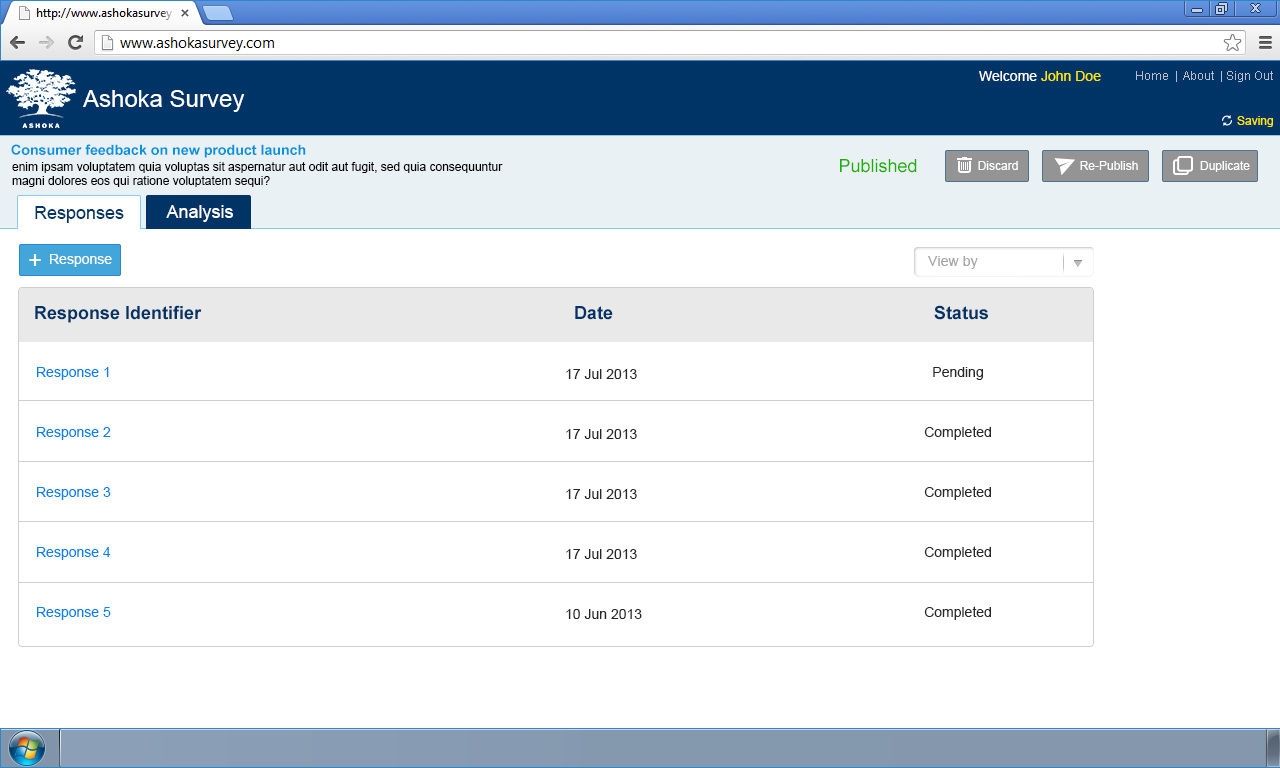 http://www.ashokasurvey
www.ashokasurvey.com
Ashoka Survey
ASHOKA
Welcome John Doe
Home | About | Sign Out
Saving
Consumer feedback on new product launch
enim ipsam voluptatem quia voluptas sit aspernatur aut odit aut fugit, sed quia consequuntur
magni dolores eos qui ratione voluptatem sequi?
Published
Discard
Re-Publish
Duplicate
Responses
Analysis
+ Response
View by
Response Identifier Date Status
Response 1 17 Jul 2013 Pending
Response 2 17 Jul 2013 Completed
Response 3 17 Jul 2013 Completed
Response 4 17 Jul 2013 Completed
Response 5 10 Jun 2013 Completed